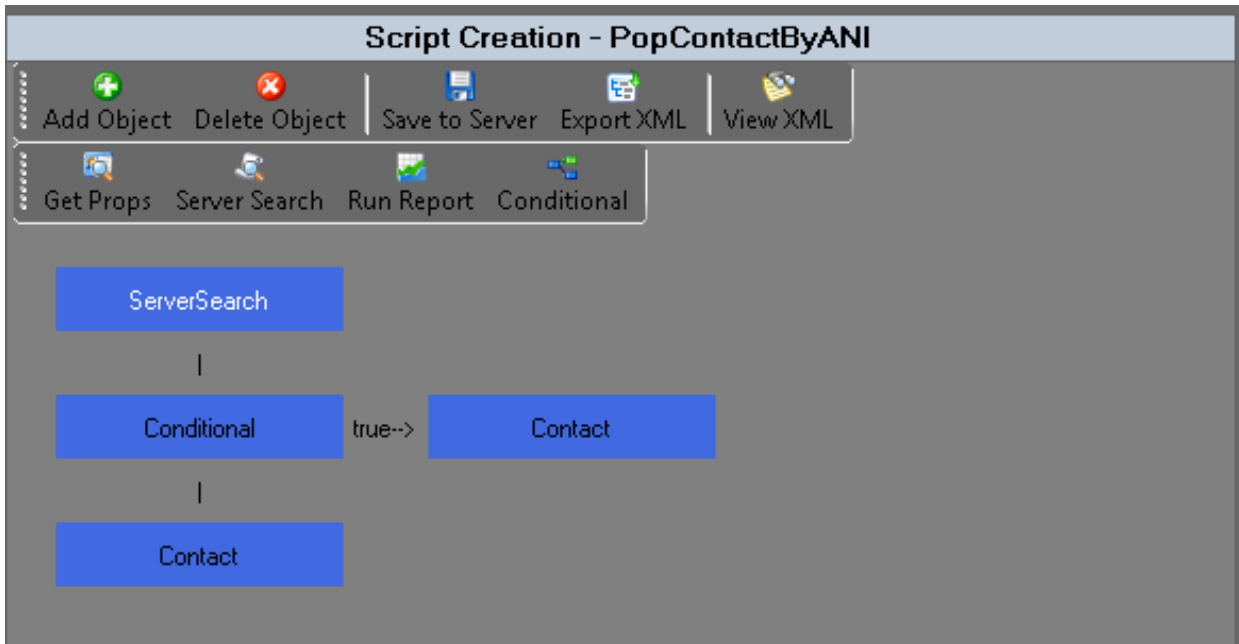 Script Creation - PopContactByANI
Add Object Delete Object Save to Server Export XML View XML
Get Props Server Search Run Report Conditional
ServerSearch
|
Conditional true--> Contact
|
Contact